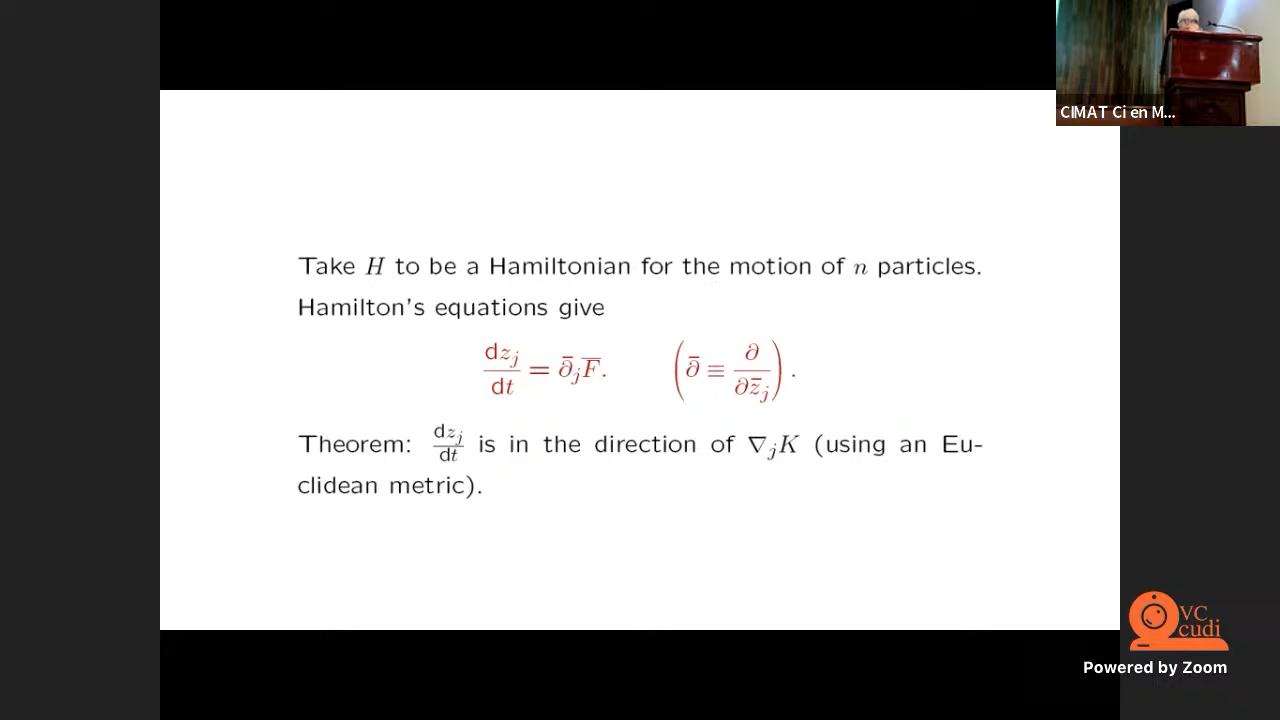 CIMAT Ci en M...
Take H to be a Hamiltonian for the motion of n particles.
Hamilton's equations give
dz_j/dt = ∂̄_j F̄. (∂̄ ≡ ∂/∂z̄_j).
Theorem: dz_j/dt is in the direction of ∇_j K (using an Eu-
clidean metric).
VC
cudi
Powered by Zoom